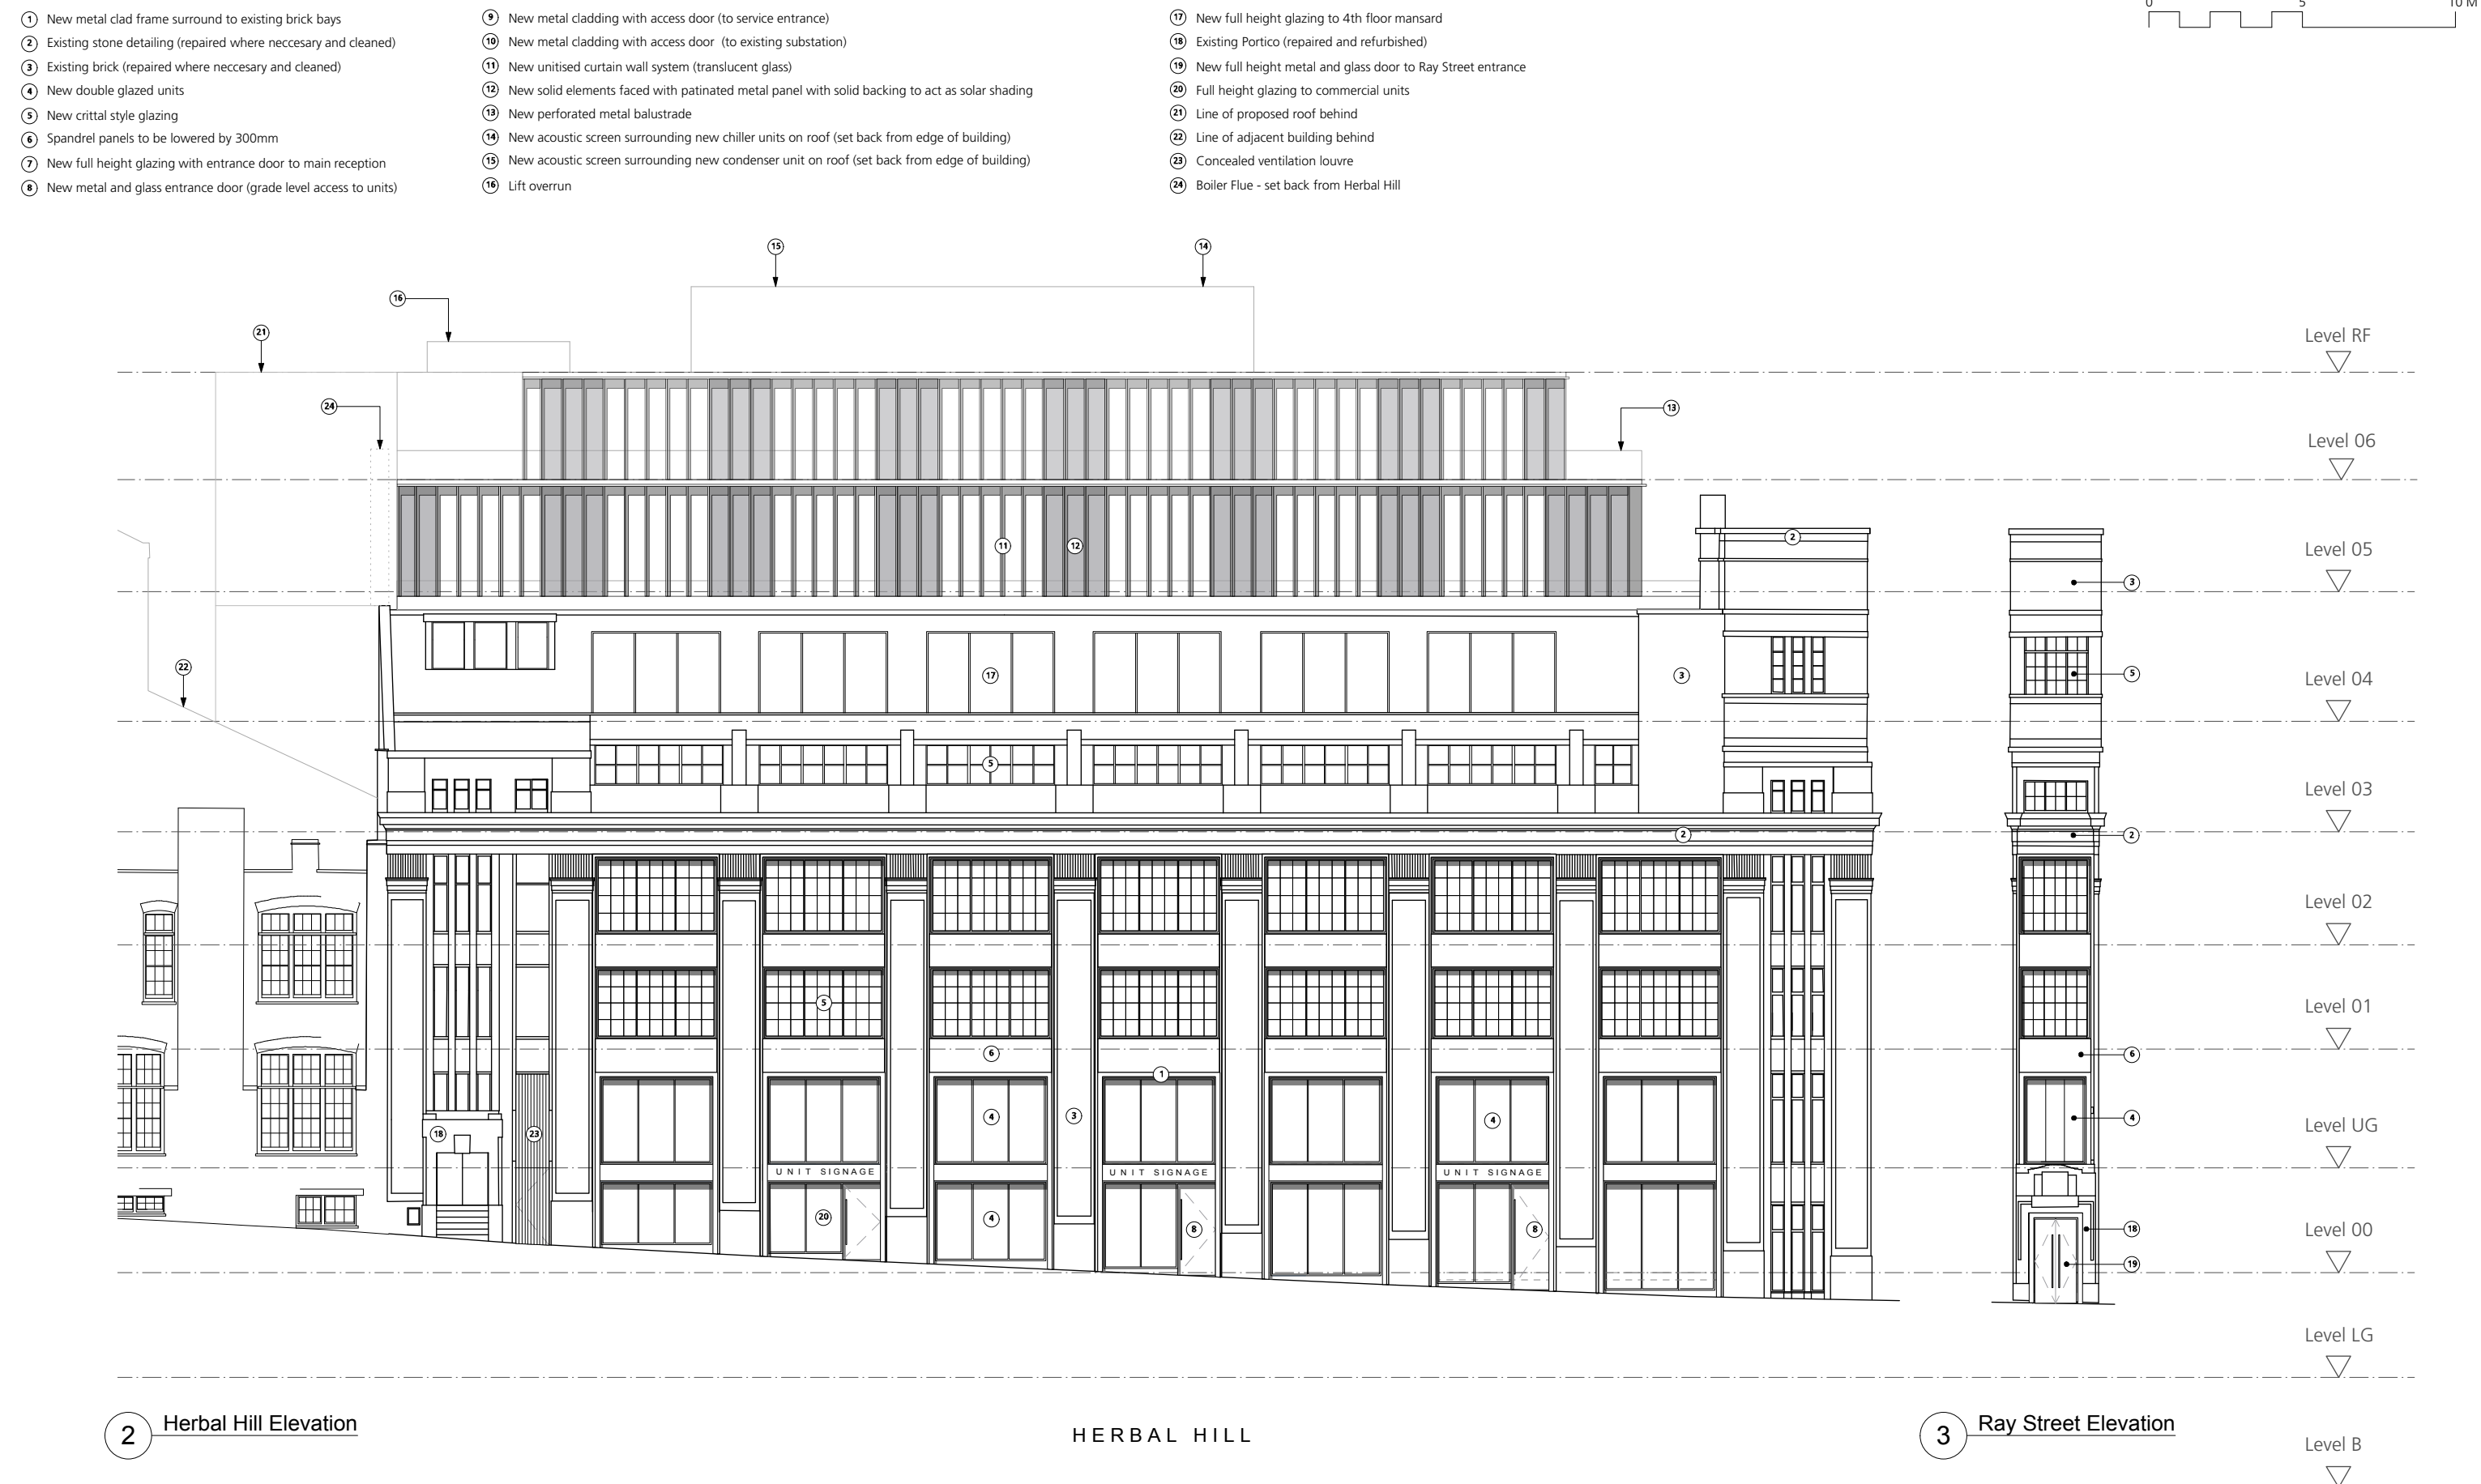 1 New metal clad frame surround to existing brick bays
2 Existing stone detailing (repaired where neccesary and cleaned)
3 Existing brick (repaired where neccesary and cleaned)
4 New double glazed units
5 New crittal style glazing
6 Spandrel panels to be lowered by 300mm
7 New full height glazing with entrance door to main reception
8 New metal and glass entrance door (grade level access to units)
9 New metal cladding with access door (to service entrance)
10 New metal cladding with access door (to existing substation)
11 New unitised curtain wall system (translucent glass)
12 New solid elements faced with patinated metal panel with solid backing to act as solar shading
13 New perforated metal balustrade
14 New acoustic screen surrounding new chiller units on roof (set back from edge of building)
15 New acoustic screen surrounding new condenser unit on roof (set back from edge of building)
16 Lift overrun
17 New full height glazing to 4th floor mansard
18 Existing Portico (repaired and refurbished)
19 New full height metal and glass door to Ray Street entrance
20 Full height glazing to commercial units
21 Line of proposed roof behind
22 Line of adjacent building behind
23 Concealed ventilation louvre
24 Boiler Flue - set back from Herbal Hill
0 5 10 M
15 14
16
21
Level RF
24 13
Level 06
2
11 12
Level 05
3
22 17 3 5
Level 04
5
Level 03
2 2
Level 02
5
Level 01
6 6
1
4 3 4 4
18 23
Level UG
UNIT SIGNAGE UNIT SIGNAGE UNIT SIGNAGE
20 4 8 8 18
Level 00
19
Level LG
2 Herbal Hill Elevation
HERBAL HILL
3 Ray Street Elevation
Level B